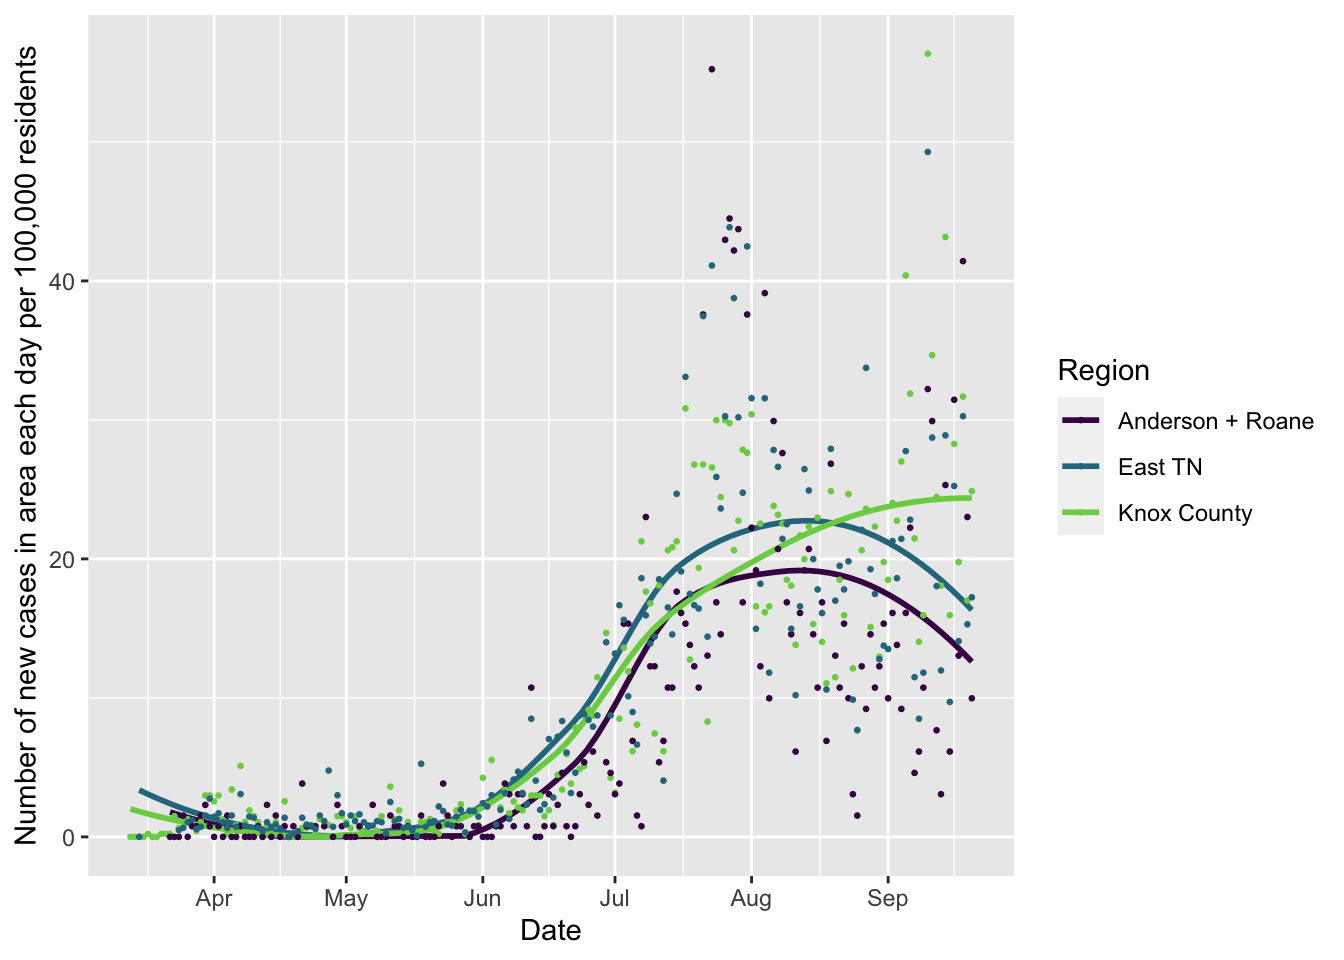 Number of new cases in area each day per 100,000 residents
40
20
0
Apr
May
Jun
Jul
Aug
Sep
Date
Region
Anderson + Roane
East TN
Knox County